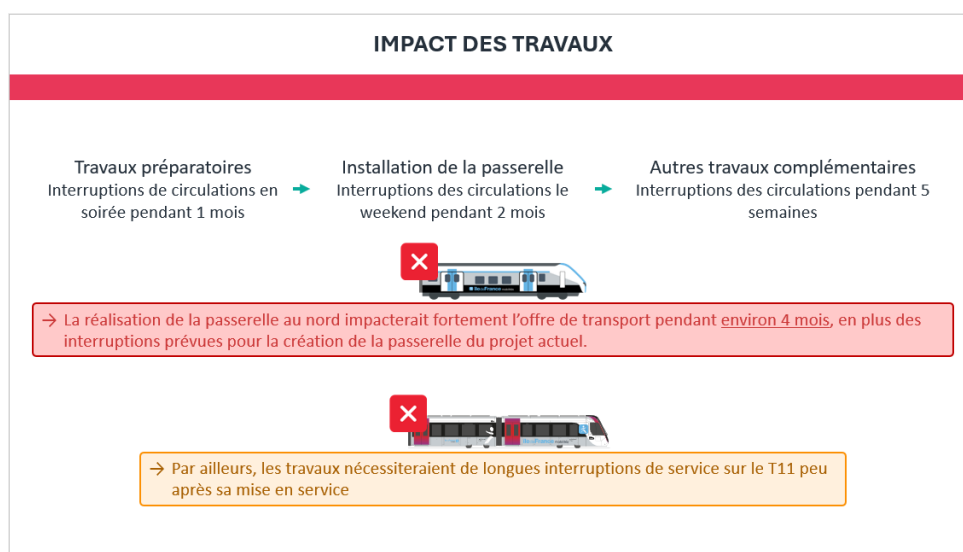 IMPACT DES TRAVAUX
Travaux préparatoires
Interruptions de circulations en
soirée pendant 1 mois
Installation de la passerelle
Interruptions des circulations le
weekend pendant 2 mois
Autres travaux complémentaires
Interruptions des circulations pendant 5
semaines
→ La réalisation de la passerelle au nord impacterait fortement l’offre de transport pendant environ 4 mois, en plus des
interruptions prévues pour la création de la passerelle du projet actuel.
→ Par ailleurs, les travaux nécessiteraient de longues interruptions de service sur le T11 peu
après sa mise en service